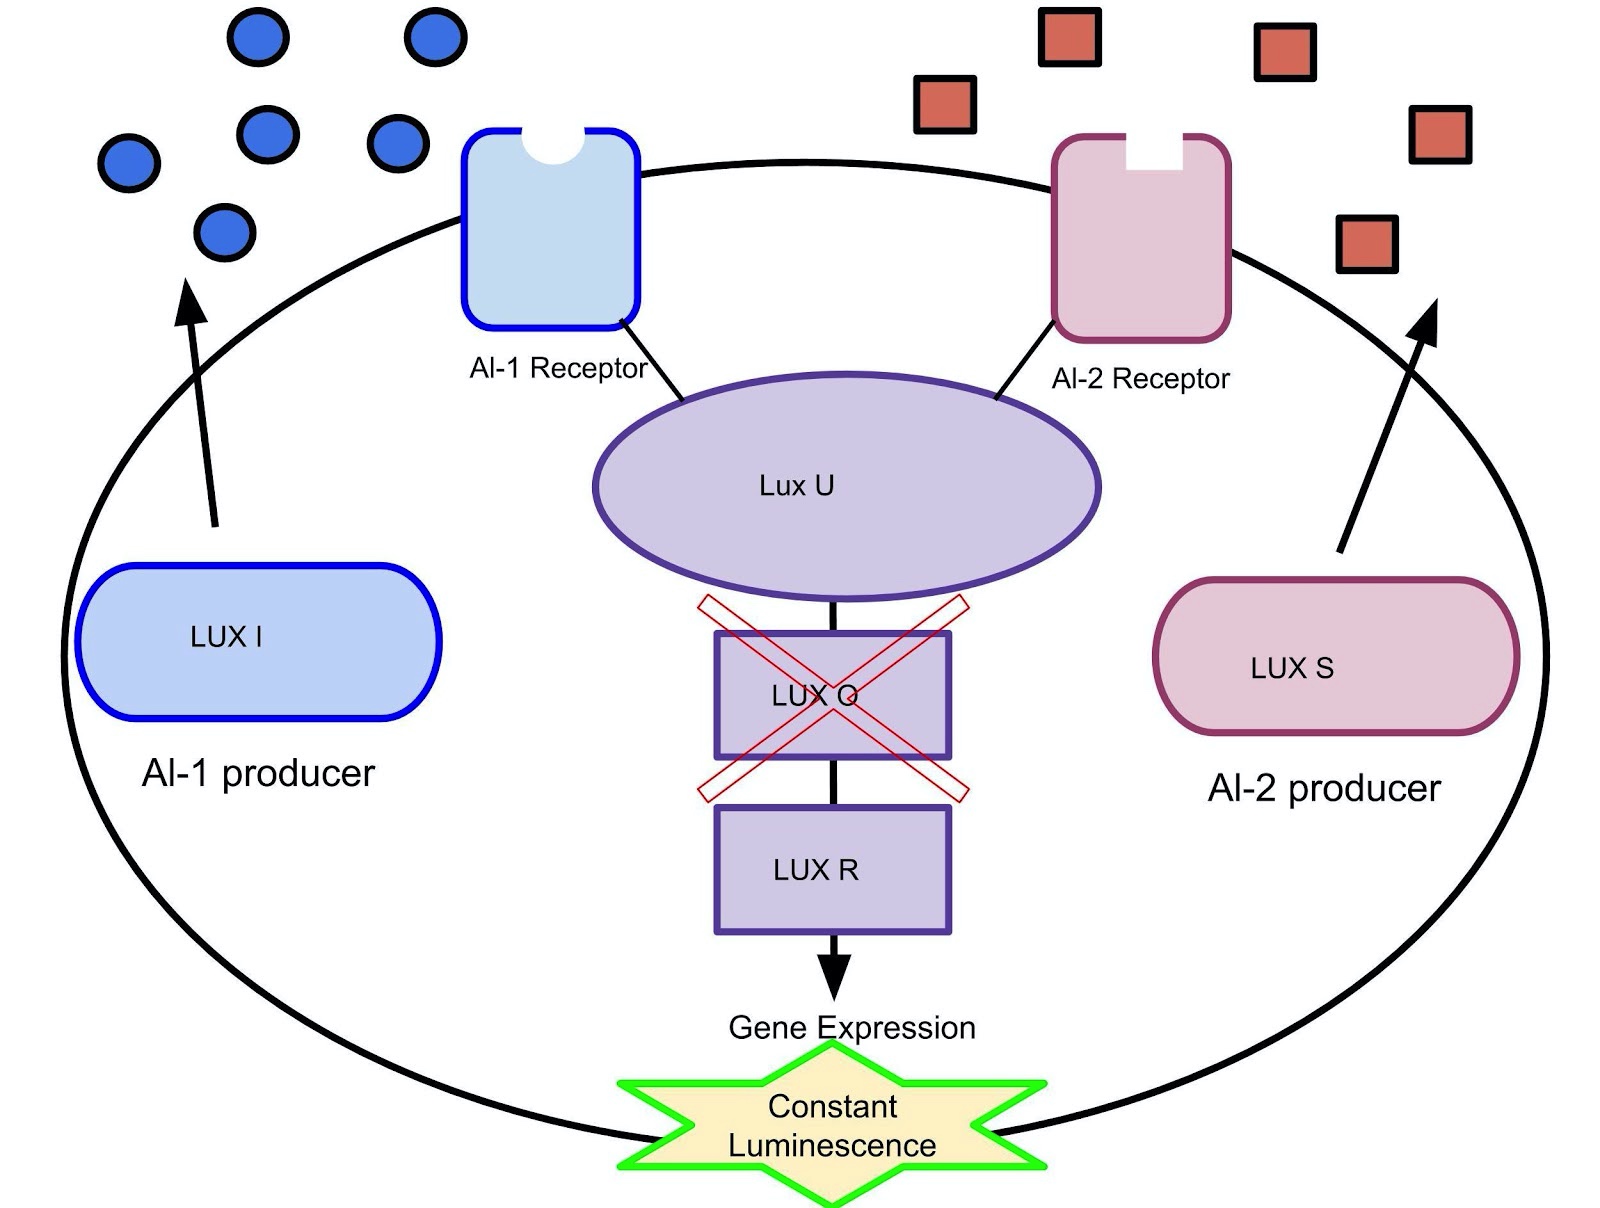 AI-1 Receptor
AI-2 Receptor
Lux U
LUX I
LUX S
LUX O
AI-1 producer
AI-2 producer
LUX R
Gene Expression
Constant
Luminescence